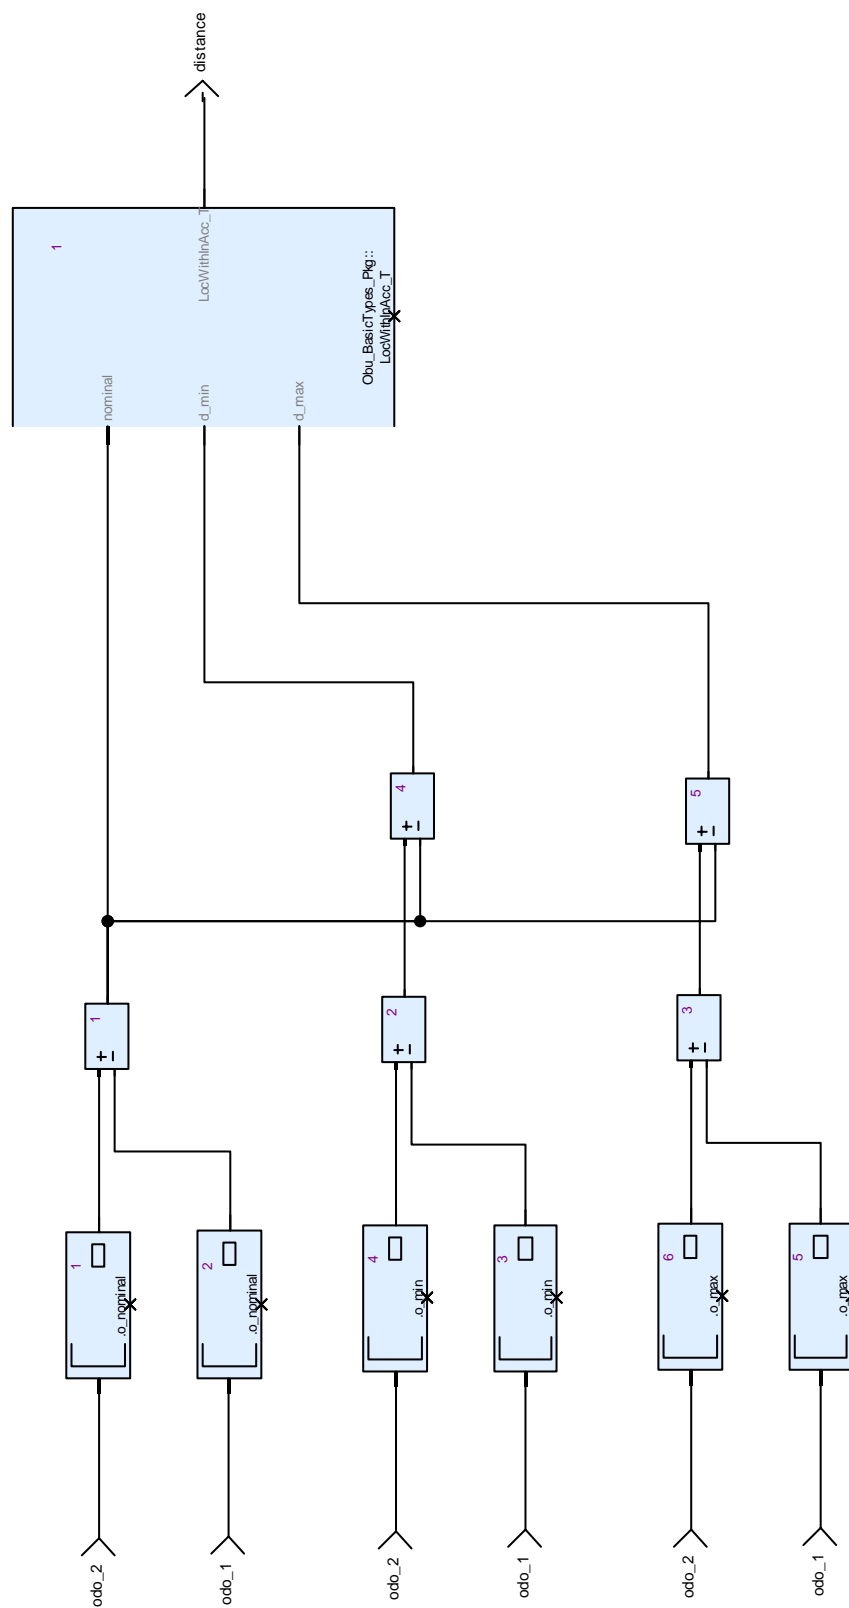 distance
1
LocWithInAcc_T
Obu_BasicTypes_Pkg::
LocWithInAcc_T
nominal
d_min
d_max
4
+
−
5
+
−
1
+
−
2
+
−
3
+
−
1
.o_nominal
2
.o_nominal
4
.o_min
3
.o_min
6
.o_max
5
.o_max
odo_2
odo_1
odo_2
odo_1
odo_2
odo_1